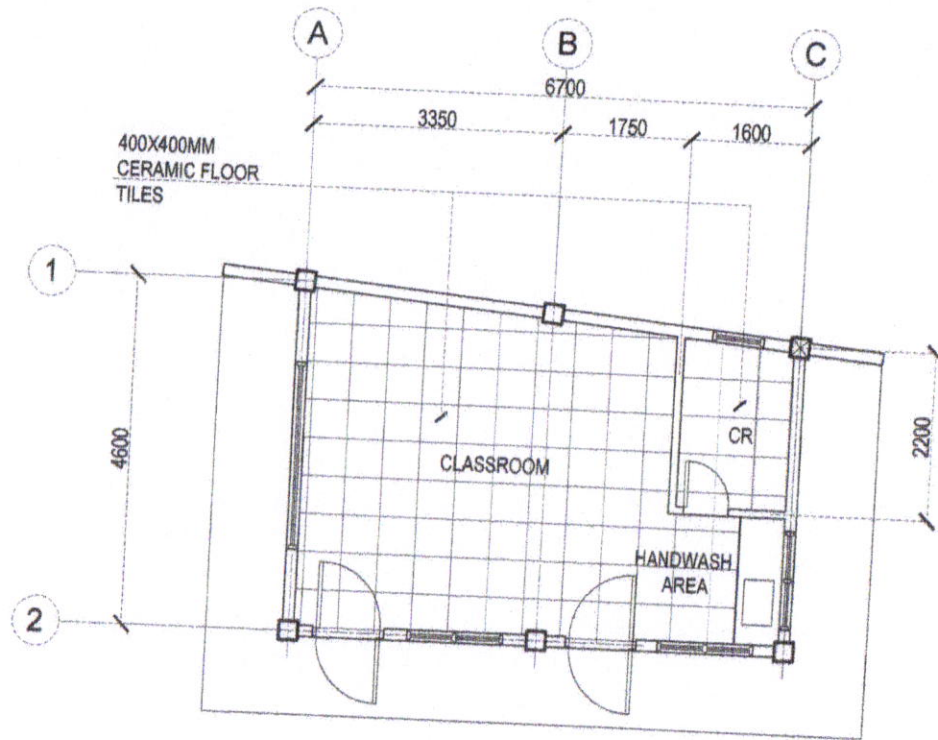 A
B
C
6700
3350
1750
1600
400X400MM
CERAMIC FLOOR
TILES
1
4600
2200
CR
CLASSROOM
HANDWASH
AREA
2